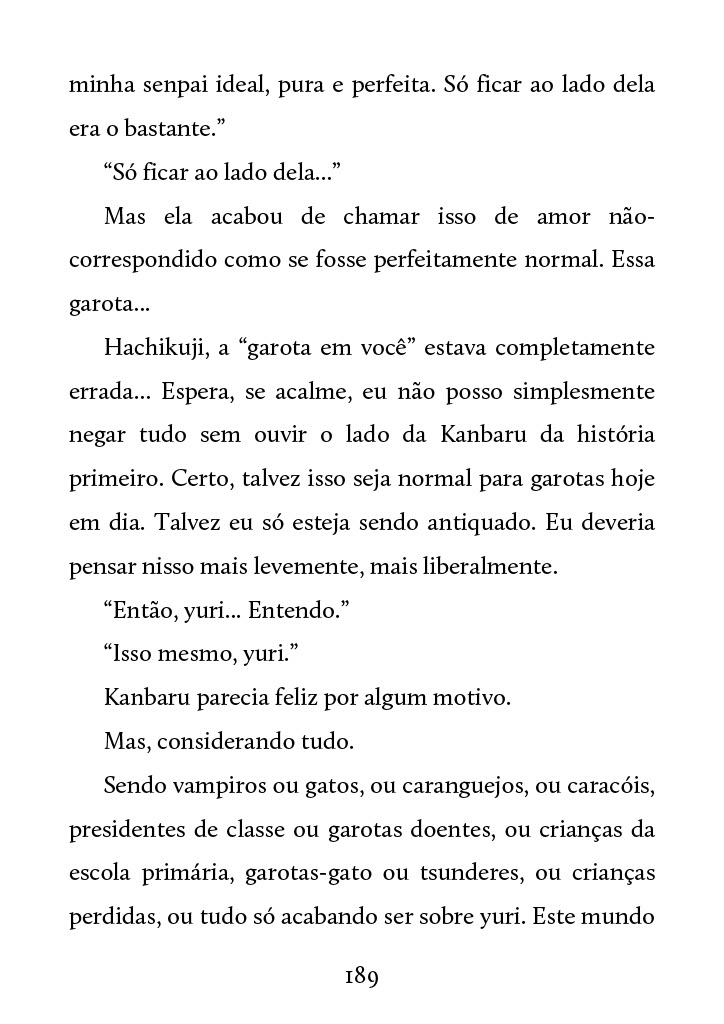 minha senpai ideal, pura e perfeita. Só ficar ao lado dela
era o bastante.”
“Só ficar ao lado dela...”
Mas ela acabou de chamar isso de amor não-
correspondido como se fosse perfeitamente normal. Essa
garota...
Hachikuji, a “garota em você” estava completamente
errada... Espera, se acalme, eu não posso simplesmente
negar tudo sem ouvir o lado da Kanbaru da história
primeiro. Certo, talvez isso seja normal para garotas hoje
em dia. Talvez eu só esteja sendo antiquado. Eu deveria
pensar nisso mais levemente, mais liberalmente.
“Então, yuri... Entendo.”
“Isso mesmo, yuri.”
Kanbaru parecia feliz por algum motivo.
Mas, considerando tudo.
Sendo vampiros ou gatos, ou caranguejos, ou caracóis,
presidentes de classe ou garotas doentes, ou crianças da
escola primária, garotas-gato ou tsunderes, ou crianças
perdidas, ou tudo só acabando ser sobre yuri. Este mundo
189